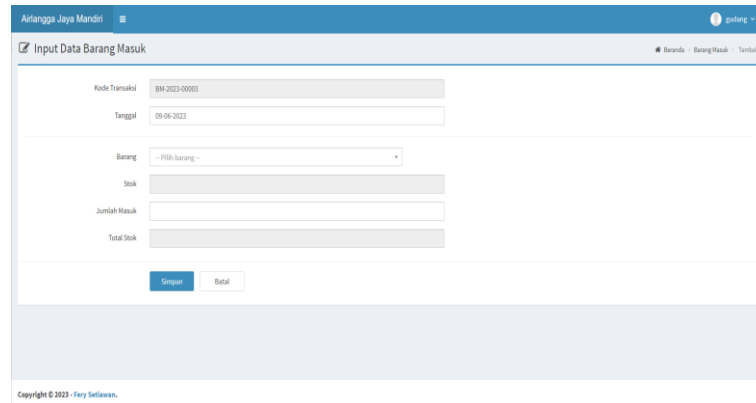 Airlangga Jaya Mandiri gudang
Input Data Barang Masuk Beranda Barang Masuk Tambah
Kode Transaksi BM-2023-00003
Tanggal 09-06-2023
Barang -- Pilih barang --
Stok
Jumlah Masuk
Total Stok
Simpan Batal
Copyright © 2023 - Fery Setiawan.